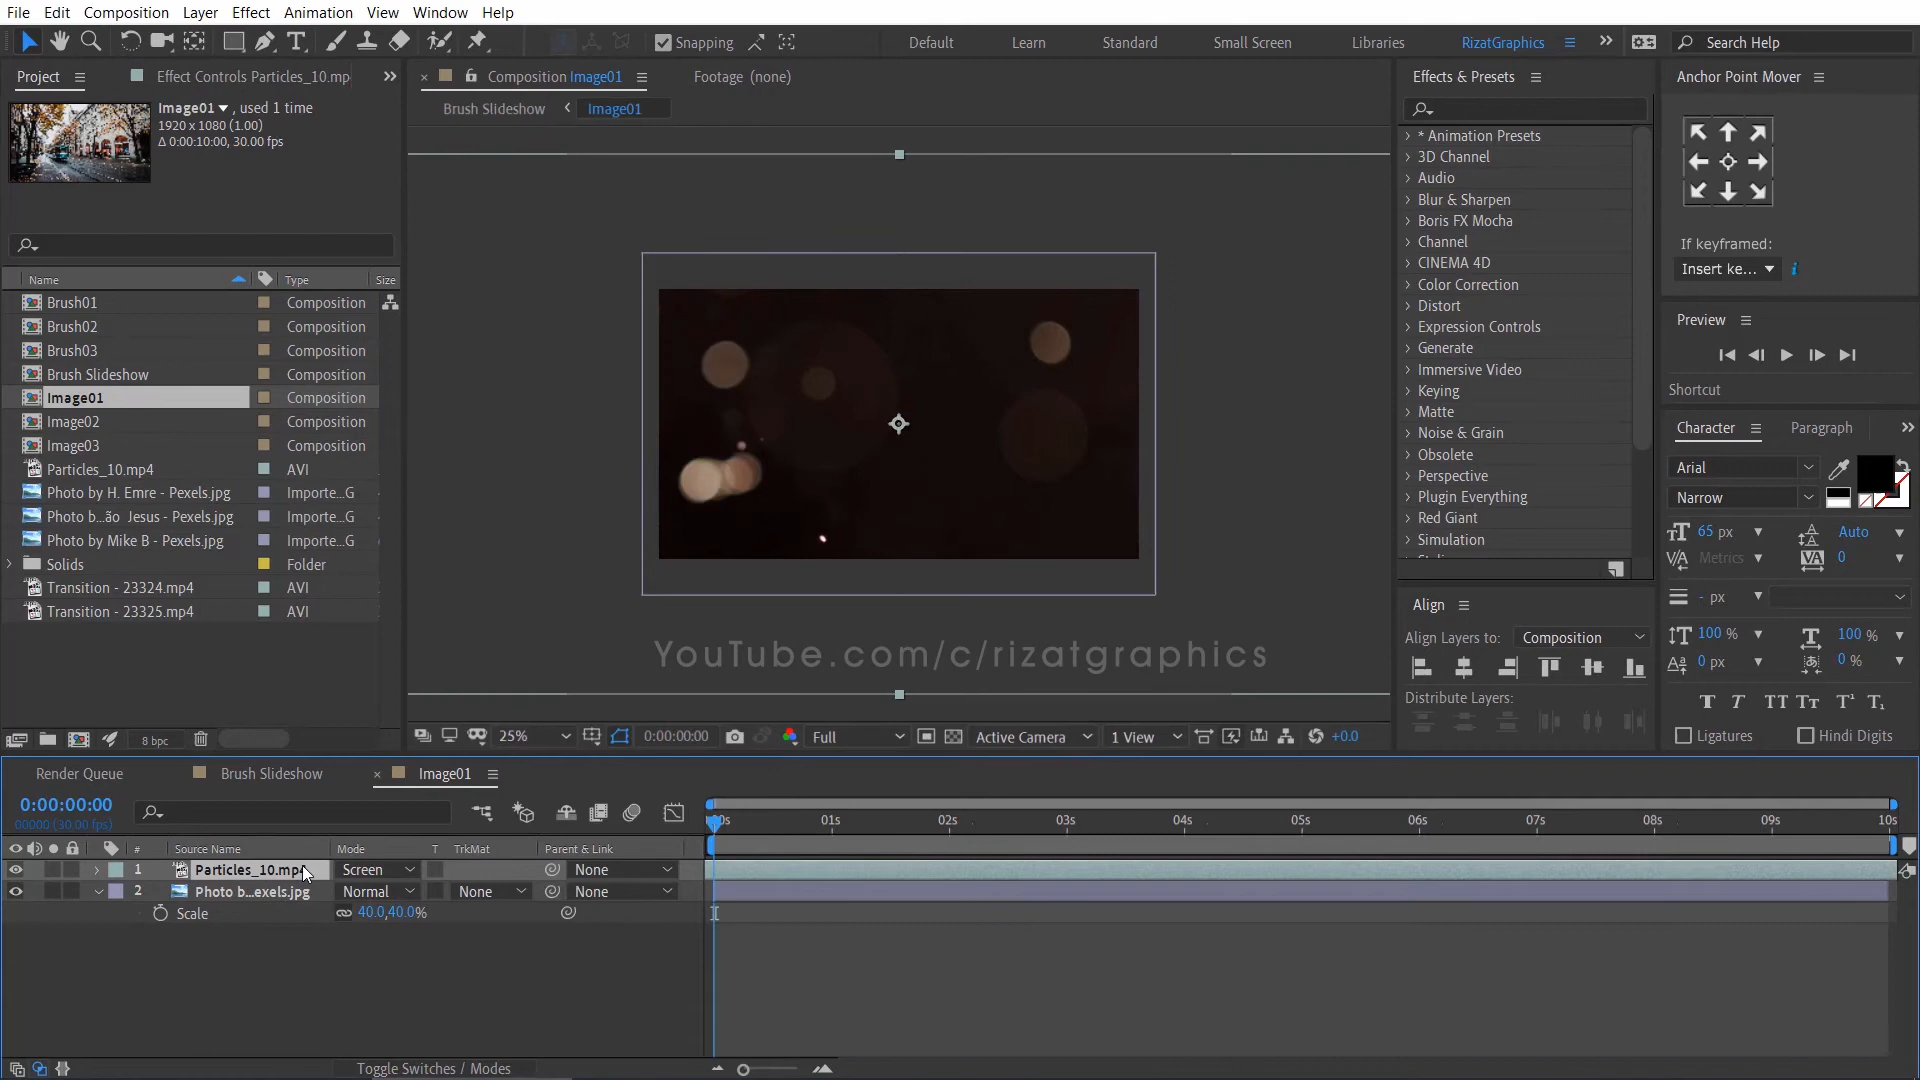 File Edit Composition Layer Effect Animation View Window Help
Snapping
Default Learn Standard Small Screen Libraries RizatGraphics
Search Help
Project
Effect Controls Particles_10.mp
Image01 , used 1 time
1920 x 1080 (1.00)
Δ 0:00:10:00, 30.00 fps
Name Type Size
Brush01 Composition
Brush02 Composition
Brush03 Composition
Brush Slideshow Composition
Image01 Composition
Image02 Composition
Image03 Composition
Particles_10.mp4 AVI
Photo by H. Emre - Pexels.jpg Importe...G
Photo b...ão Jesus - Pexels.jpg Importe...G
Photo by Mike B - Pexels.jpg Importe...G
Solids Folder
Transition - 23324.mp4 AVI
Transition - 23325.mp4 AVI
8 bpc
Composition Image01
Footage (none)
Brush Slideshow Image01
YouTube.com/c/rizatgraphics
25% 0:00:00:00 Full Active Camera 1 View +0.0
Effects & Presets
* Animation Presets
3D Channel
Audio
Blur & Sharpen
Boris FX Mocha
Channel
CINEMA 4D
Color Correction
Distort
Expression Controls
Generate
Immersive Video
Keying
Matte
Noise & Grain
Obsolete
Perspective
Plugin Everything
Red Giant
Simulation
Align
Align Layers to: Composition
Distribute Layers:
Anchor Point Mover
If keyframed:
Insert ke...
Preview
Shortcut
Character Paragraph
Arial
Narrow
65 px Auto
Metrics 0
- px
100 % 100 %
0 px 0 %
Ligatures Hindi Digits
Render Queue Brush Slideshow Image01
0:00:00:00
00000 (30.00 fps)
01s 02s 03s 04s 05s 06s 07s 08s 09s 10s
# Source Name Mode T TrkMat Parent & Link
1 Particles_10.mp4 Screen None
2 Photo b...exels.jpg Normal None None
Scale 40.0,40.0%
Toggle Switches / Modes